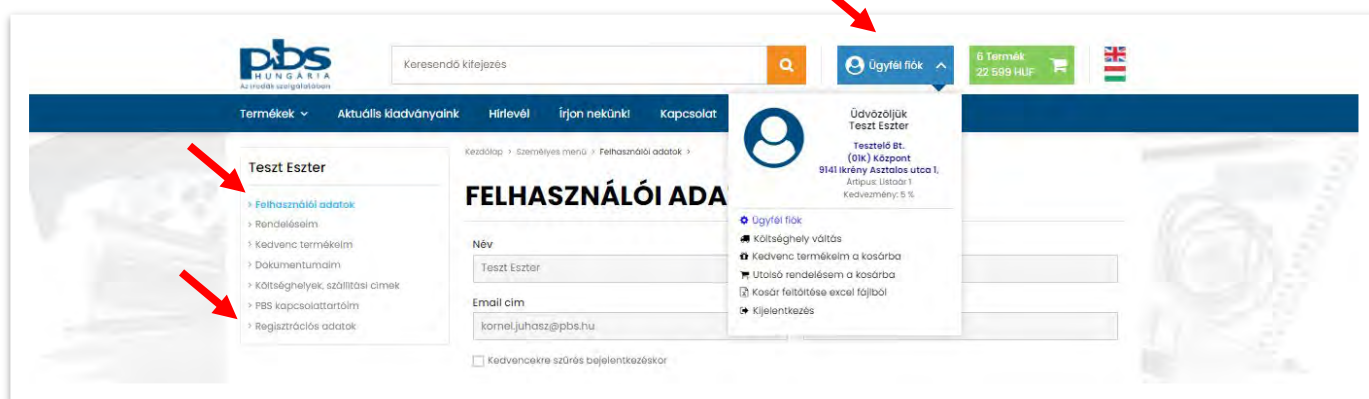 pbs
HUNGÁRIA
Az irodák szolgálatában
Keresendő kifejezés
Ügyfél fiók
6 Termék
22 599 HUF
Termékek
Aktuális kiadványaink
Hírlevél
Írjon nekünk!
Kapcsolat
Teszt Eszter
> Felhasználói adatok
> Rendeléseim
> Kedvenc termékeim
> Dokumentumaim
> Költséghelyek, szállítási címek
> PBS kapcsolattartóim
> Regisztrációs adatok
Kezdőlap > Személyes menü > Felhasználói adatok >
FELHASZNÁLÓI ADA
Név
Teszt Eszter
Email cím
kornel.juhasz@pbs.hu
Kedvencekre szűrés bejelentkezéskor
Üdvözöljük
Teszt Eszter
Tesztelő Bt.
(01K) Központ
9141 Ikrény Asztalos utca 1,
Ártípus: Listaár 1
Kedvezmény: 5 %
Ügyfél fiók
Költséghely váltás
Kedvenc termékeim a kosárba
Utolsó rendelésem a kosárba
Kosár feltöltése excel fájlból
Kijelentkezés